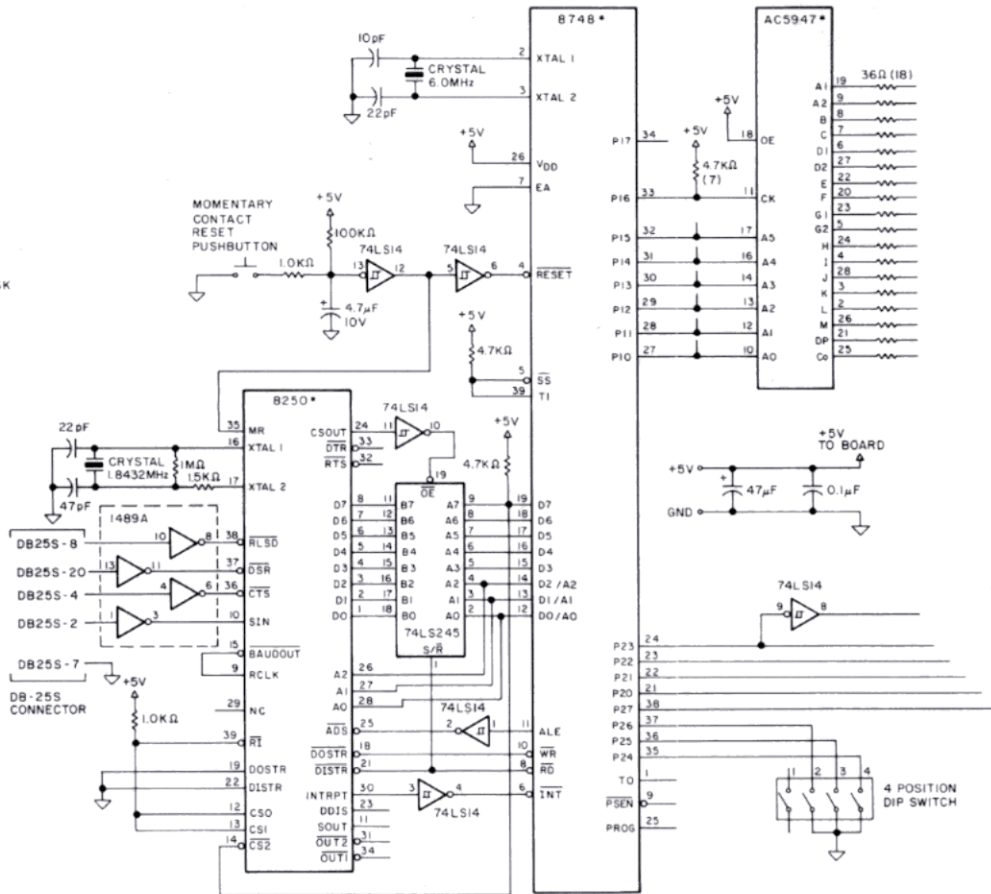 8748*
AC5947*
10pF
CRYSTAL
6.0MHz
22pF
2 XTAL 1
3 XTAL 2
+5V
26 VDD
7 EA
P17 34
+5V
4.7KΩ
(7)
P16 33
P15 32
P14 31
P13 30
P12 29
P11 28
P10 27
+5V
18 OE
11 CK
17 A5
16 A4
14 A3
13 A2
12 A1
10 A0
36Ω (18)
A1 19
A2 9
B 8
C 7
D1 6
D2 27
E 22
F 20
G1 23
G2 5
H 24
I 4
J 28
K 3
L 2
M 26
DP 21
Co 25
MOMENTARY
CONTACT
RESET
PUSHBUTTON
+5V
100KΩ
1.0KΩ
4.7µF
10V
74LS14
13 12
74LS14
5 6
4 RESET
+5V
4.7KΩ
5 SS
39 T1
8250*
35 MR
22pF
CRYSTAL
1.8432MHz
47pF
1MΩ
1.5KΩ
16 XTAL 1
17 XTAL 2
1489A
DB25S-8 10 8 38 RLSD
DB25S-20 13 11 37 DSR
DB25S-4 4 6 36 CTS
DB25S-2 1 3 10 SIN
15 BAUDOUT
9 RCLK
DB25S-7
DB-25S
CONNECTOR
+5V
1.0KΩ
29 NC
39 RI
19 DOSTR
22 DISTR
12 CS0
13 CS1
14 CS2
CSOUT 24
DTR 33
RTS 32
74LS14
11 10
19
OE
D7 8 11 B7 A7 9 19 D7
D6 7 12 B6 A6 8 18 D6
D5 6 13 B5 A5 7 17 D5
D4 5 14 B4 A4 6 16 D4
D3 4 15 B3 A3 5 15 D3
D2 3 16 B2 A2 4 14 D2/A2
D1 2 17 B1 A1 3 13 D1/A1
D0 1 18 B0 A0 2 12 D0/A0
74LS245
S/R
1
+5V
4.7KΩ
A2 26
A1 27
A0 28
74LS14
ADS 25 2 1 11 ALE
DOSTR 18 10 WR
DISTR 21 8 RD
INTRPT 30 3 4 6 INT
74LS14
DDIS 23
SOUT 11
OUT2 31
OUT1 34
+5V
TO BOARD
+5V
47µF
0.1µF
GND
74LS14
9 8
P23 24
P22 23
P21 22
P20 21
P27 38
P26 37
P25 36
P24 35
TO 1
PSEN 9
PROG 25
1 2 3 4
4 POSITION
DIP SWITCH